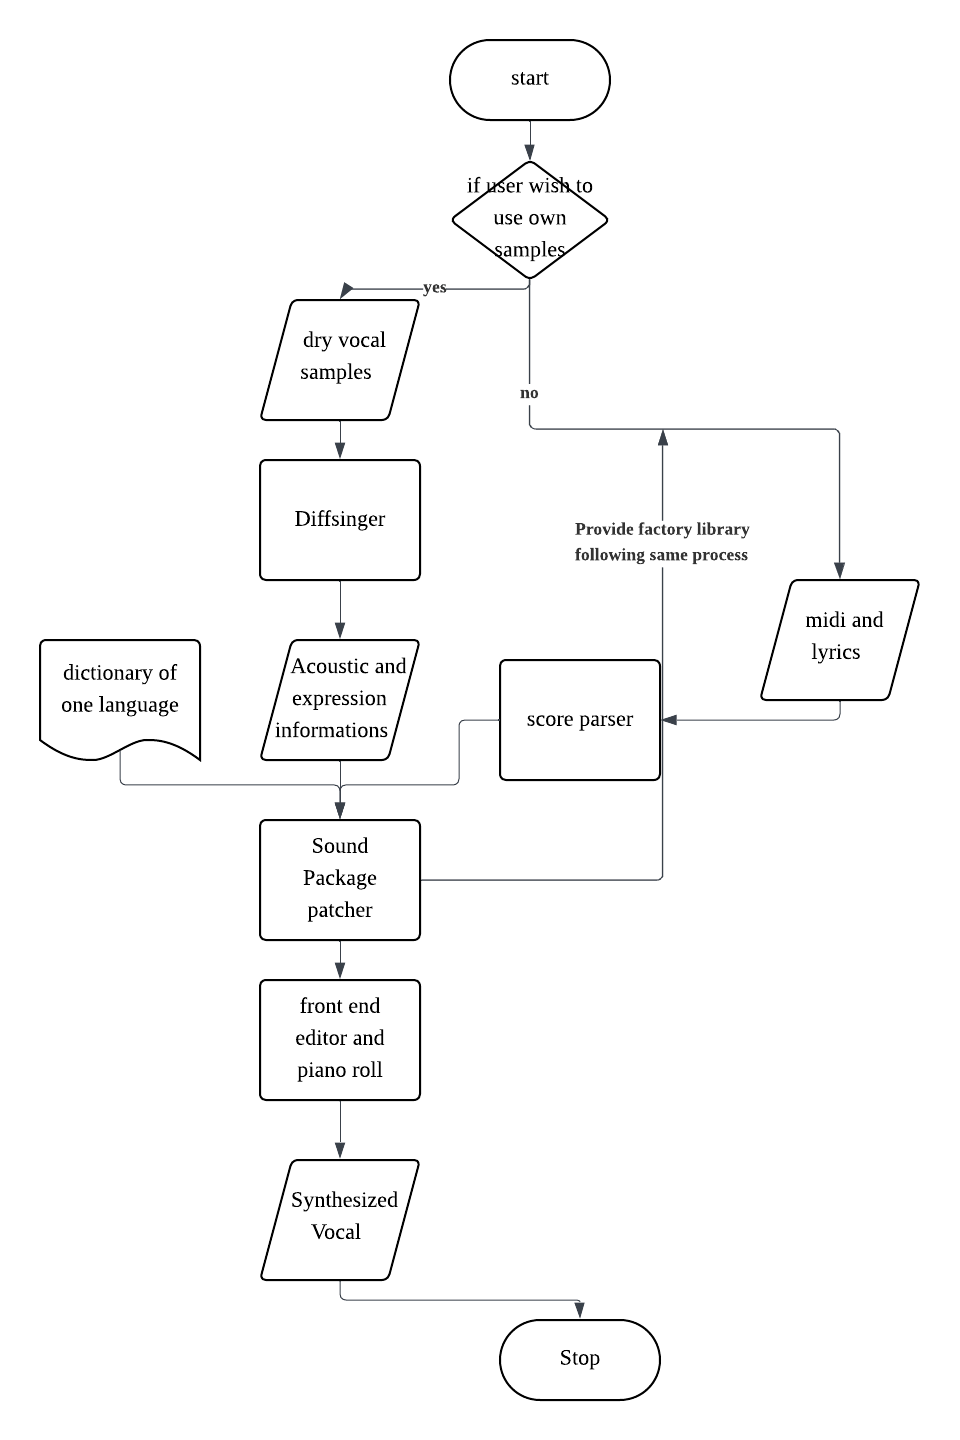 start
if user wish to
use own
samples
yes
dry vocal
samples
no
Diffsinger
Provide factory library
following same process
midi and
lyrics
dictionary of
one language
Acoustic and
expression
informations
score parser
Sound
Package
patcher
front end
editor and
piano roll
Synthesized
Vocal
Stop